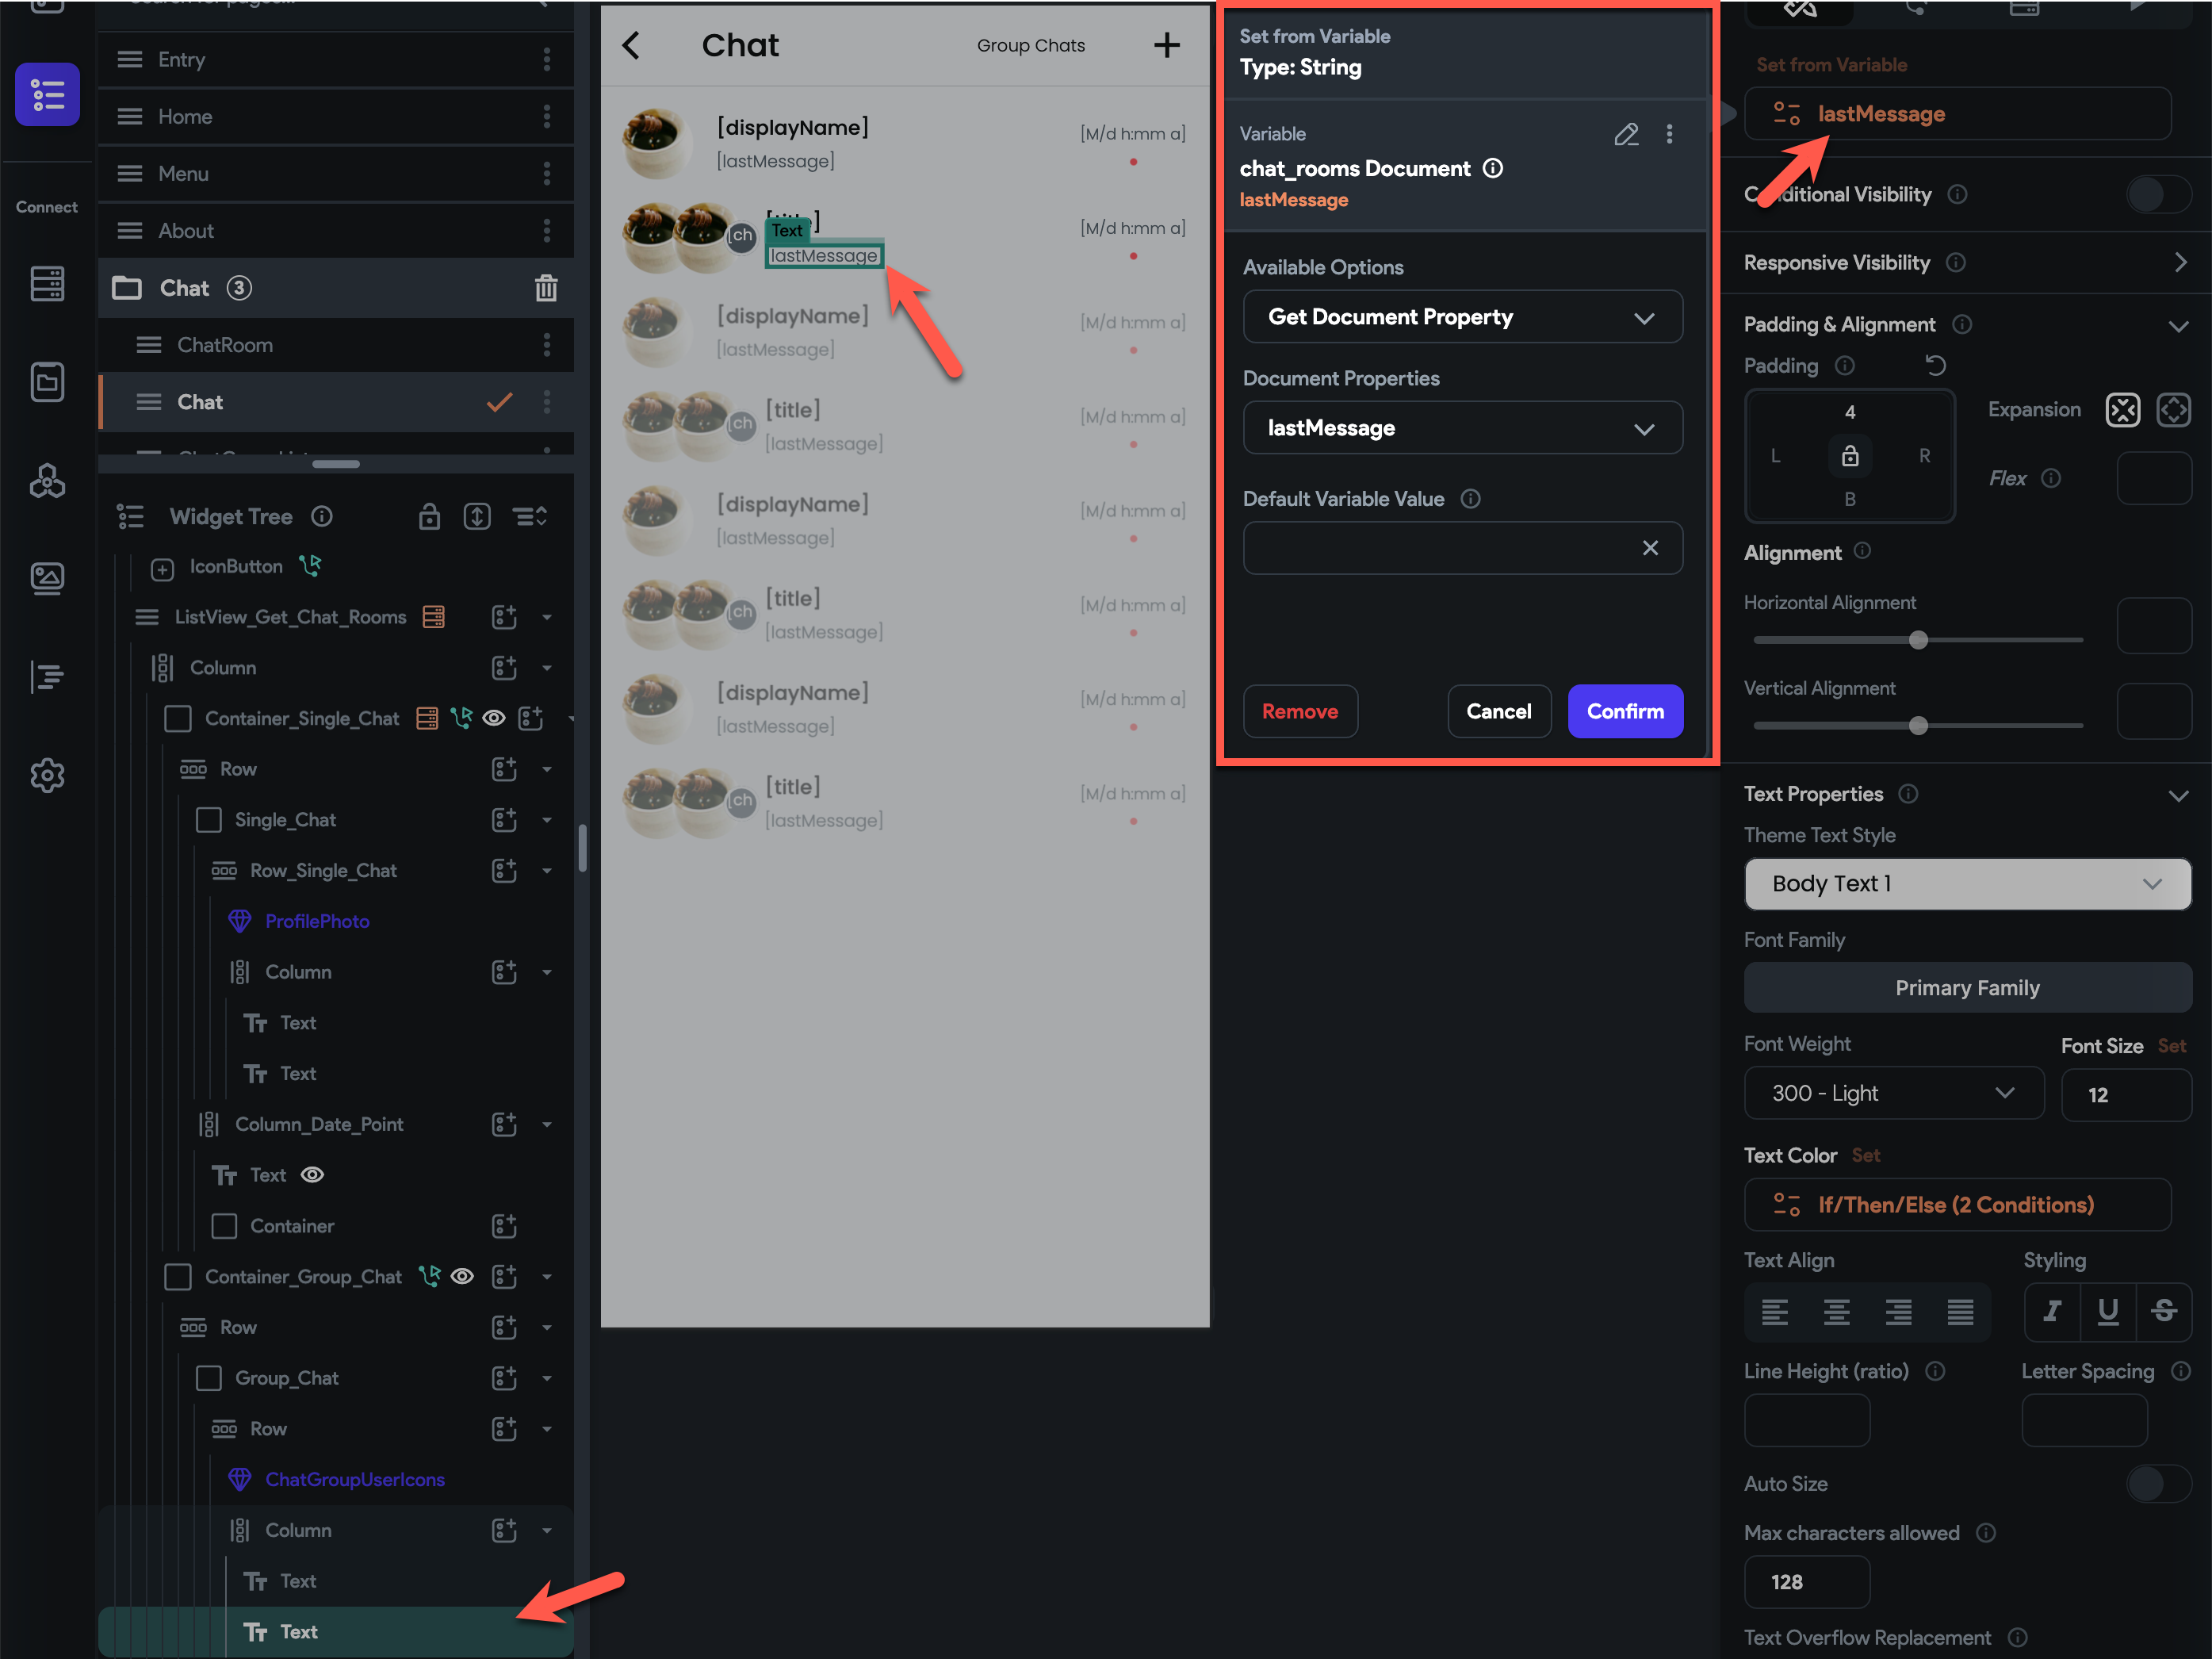 Search for pages...
Entry
Home
Menu
About
Chat 3
ChatRoom
Chat
Connect
Widget Tree
IconButton
ListView_Get_Chat_Rooms
Column
Container_Single_Chat
Row
Single_Chat
Row_Single_Chat
ProfilePhoto
Column
Text
Text
Column_Date_Point
Text
Container
Container_Group_Chat
Row
Group_Chat
Row
ChatGroupUserIcons
Column
Text
Text
Chat
Group Chats
[displayName]
[M/d h:mm a]
[lastMessage]
[title]
Text
[M/d h:mm a]
[ch
[lastMessage]
[displayName]
[M/d h:mm a]
[lastMessage]
[title]
[M/d h:mm a]
[ch
[lastMessage]
[displayName]
[M/d h:mm a]
[lastMessage]
[title]
[M/d h:mm a]
[ch
[lastMessage]
[displayName]
[M/d h:mm a]
[lastMessage]
[title]
[M/d h:mm a]
[ch
[lastMessage]
Set from Variable
Type: String
Variable
chat_rooms Document
lastMessage
Available Options
Get Document Property
Document Properties
lastMessage
Default Variable Value
Remove
Cancel
Confirm
Set from Variable
lastMessage
Conditional Visibility
Responsive Visibility
Padding & Alignment
Padding
4
L
R
B
Expansion
Flex
Alignment
Horizontal Alignment
Vertical Alignment
Text Properties
Theme Text Style
Body Text 1
Font Family
Primary Family
Font Weight
Font Size Set
300 - Light
12
Text Color Set
If/Then/Else (2 Conditions)
Text Align
Styling
Line Height (ratio)
Letter Spacing
Auto Size
Max characters allowed
128
Text Overflow Replacement